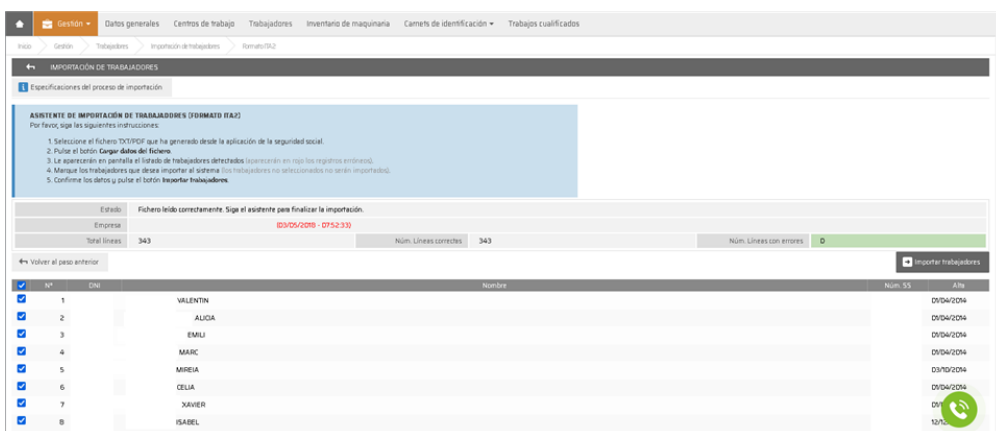 Gestión Datos generales Centros de trabajo Trabajadores Inventario de maquinaria Carnets de identificación Trabajos cualificados
Inicio Gestión Trabajadores Importación de trabajadores Formato ITA2
IMPORTACIÓN DE TRABAJADORES
i Especificaciones del proceso de importación
ASISTENTE DE IMPORTACIÓN DE TRABAJADORES [FORMATO ITA2]
Por favor, siga las siguientes instrucciones:
1. Seleccione el fichero TXT/PDF que ha generado desde la aplicación de la seguridad social.
2. Pulse el botón Cargar datos del fichero.
3. Le aparecerán en pantalla el listado de trabajadores detectados (aparecerán en rojo los registros erróneos).
4. Marque los trabajadores que desea importar al sistema (los trabajadores no seleccionados no serán importados).
5. Confirme los datos y pulse el botón Importar trabajadores.
Estado Fichero leído correctamente. Siga el asistente para finalizar la importación.
Empresa (03/05/2018 - 07:52:33)
Total líneas 343 Núm. Líneas correctes 343 Núm. Líneas con errores 0
Volver al paso anterior Importar trabajadores
Nº DNI Nombre Núm. SS Alta
1 VALENTIN 01/04/2014
2 ALICIA 01/04/2014
3 EMILI 01/04/2014
4 MARC 01/04/2014
5 MIREIA 03/10/2014
6 CELIA 01/04/2014
7 XAVIER
8 ISABEL